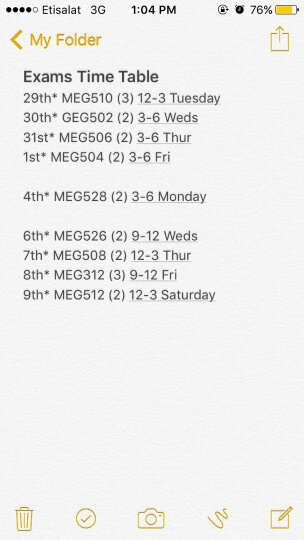 Etisalat 3G 1:04 PM 76%
My Folder
Exams Time Table
29th* MEG510 (3) 12-3 Tuesday
30th* GEG502 (2) 3-6 Weds
31st* MEG506 (2) 3-6 Thur
1st* MEG504 (2) 3-6 Fri
4th* MEG528 (2) 3-6 Monday
6th* MEG526 (2) 9-12 Weds
7th* MEG508 (2) 12-3 Thur
8th* MEG312 (3) 9-12 Fri
9th* MEG512 (2) 12-3 Saturday